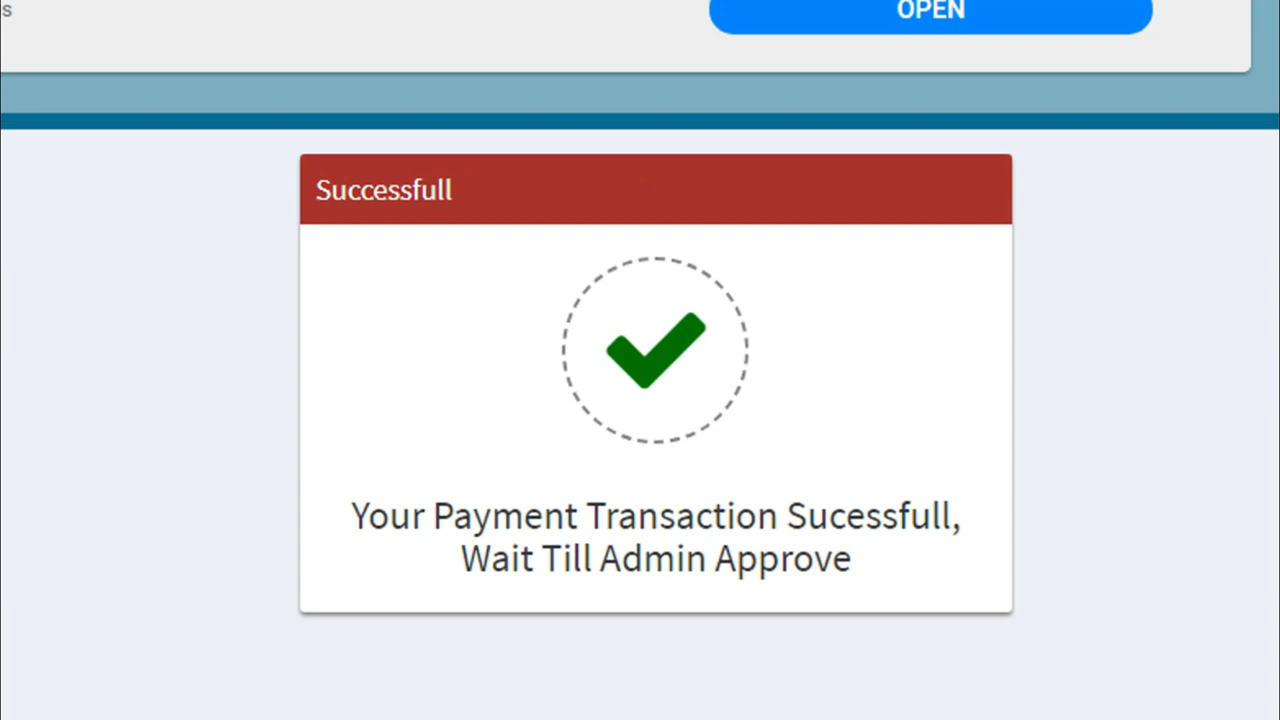 s
OPEN
Successfull
Your Payment Transaction Sucessfull,
Wait Till Admin Approve